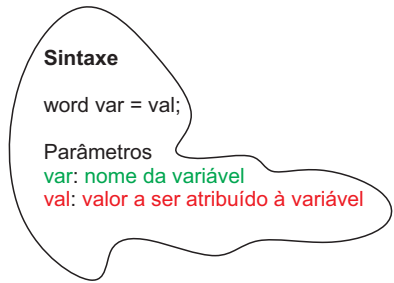 Sintaxe
word var = val;
Parâmetros
var: nome da variável
val: valor a ser atribuído à variável